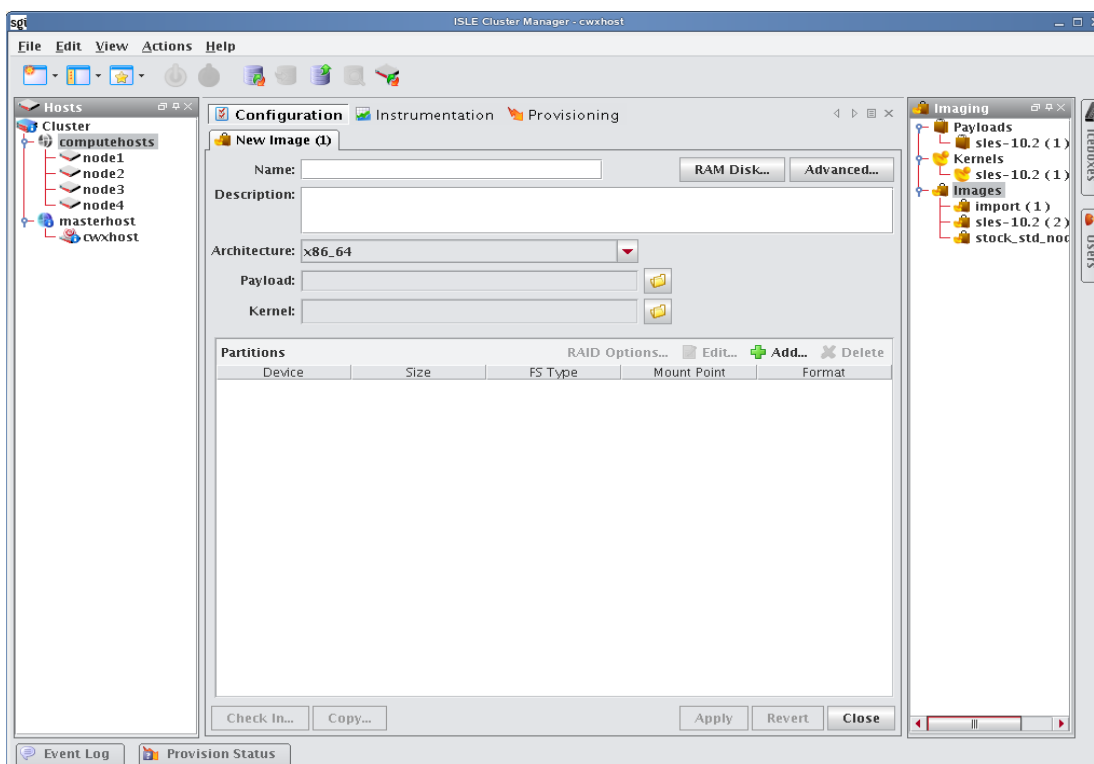 sgi
ISLE Cluster Manager - cwxhost
File Edit View Actions Help
Hosts
Cluster
computehosts
node1
node2
node3
node4
masterhost
cwxhost
Configuration Instrumentation Provisioning
New Image (1)
Name:
RAM Disk... Advanced...
Description:
Architecture: x86_64
Payload:
Kernel:
Partitions RAID Options... Edit... Add... Delete
Device Size FS Type Mount Point Format
Check In... Copy... Apply Revert Close
Imaging
Payloads
sles-10.2 (1)
Kernels
sles-10.2 (1)
Images
import (1)
sles-10.2 (2)
stock_std_nod
Iceboxes
Users
Event Log Provision Status